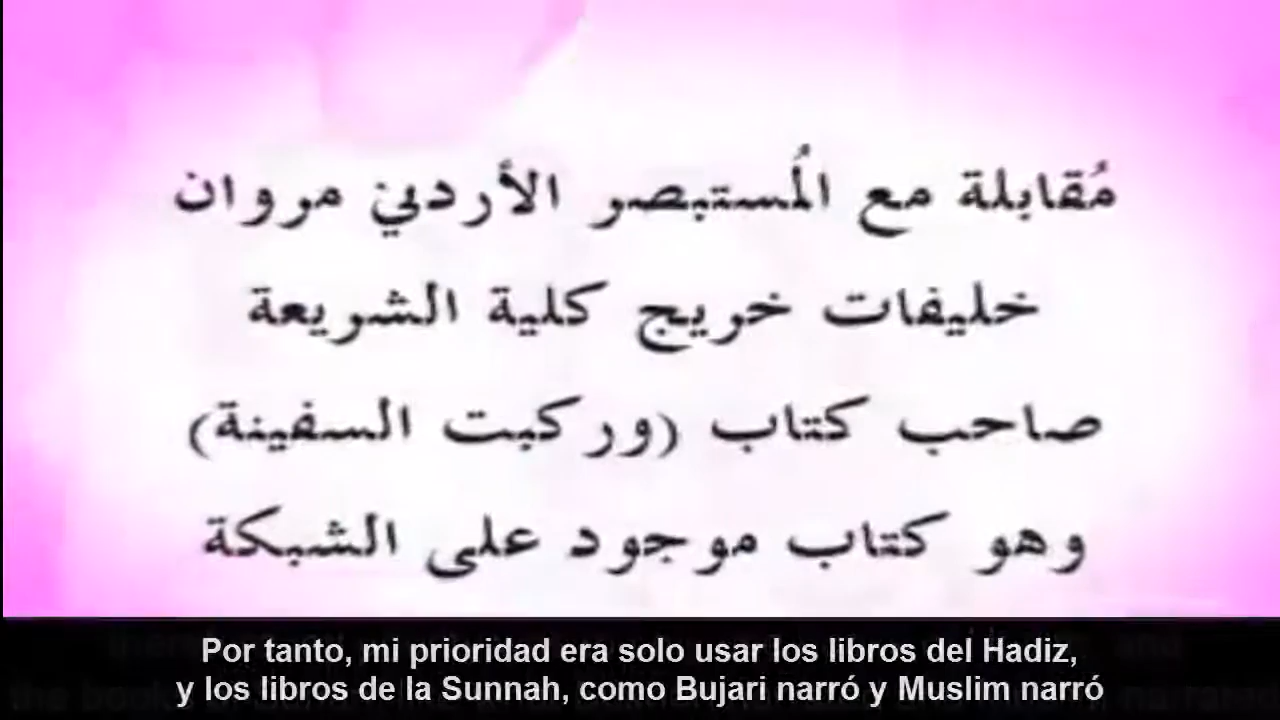 مُقابلة مع المُستبصر الأردني مروان
خليفات خريج كلية الشريعة
صاحب كتاب (وركبت السفينة)
وهو كتاب موجود على الشبكة
Por tanto, mi prioridad era solo usar los libros del Hadiz,
y los libros de la Sunnah, como Bujari narró y Muslim narró